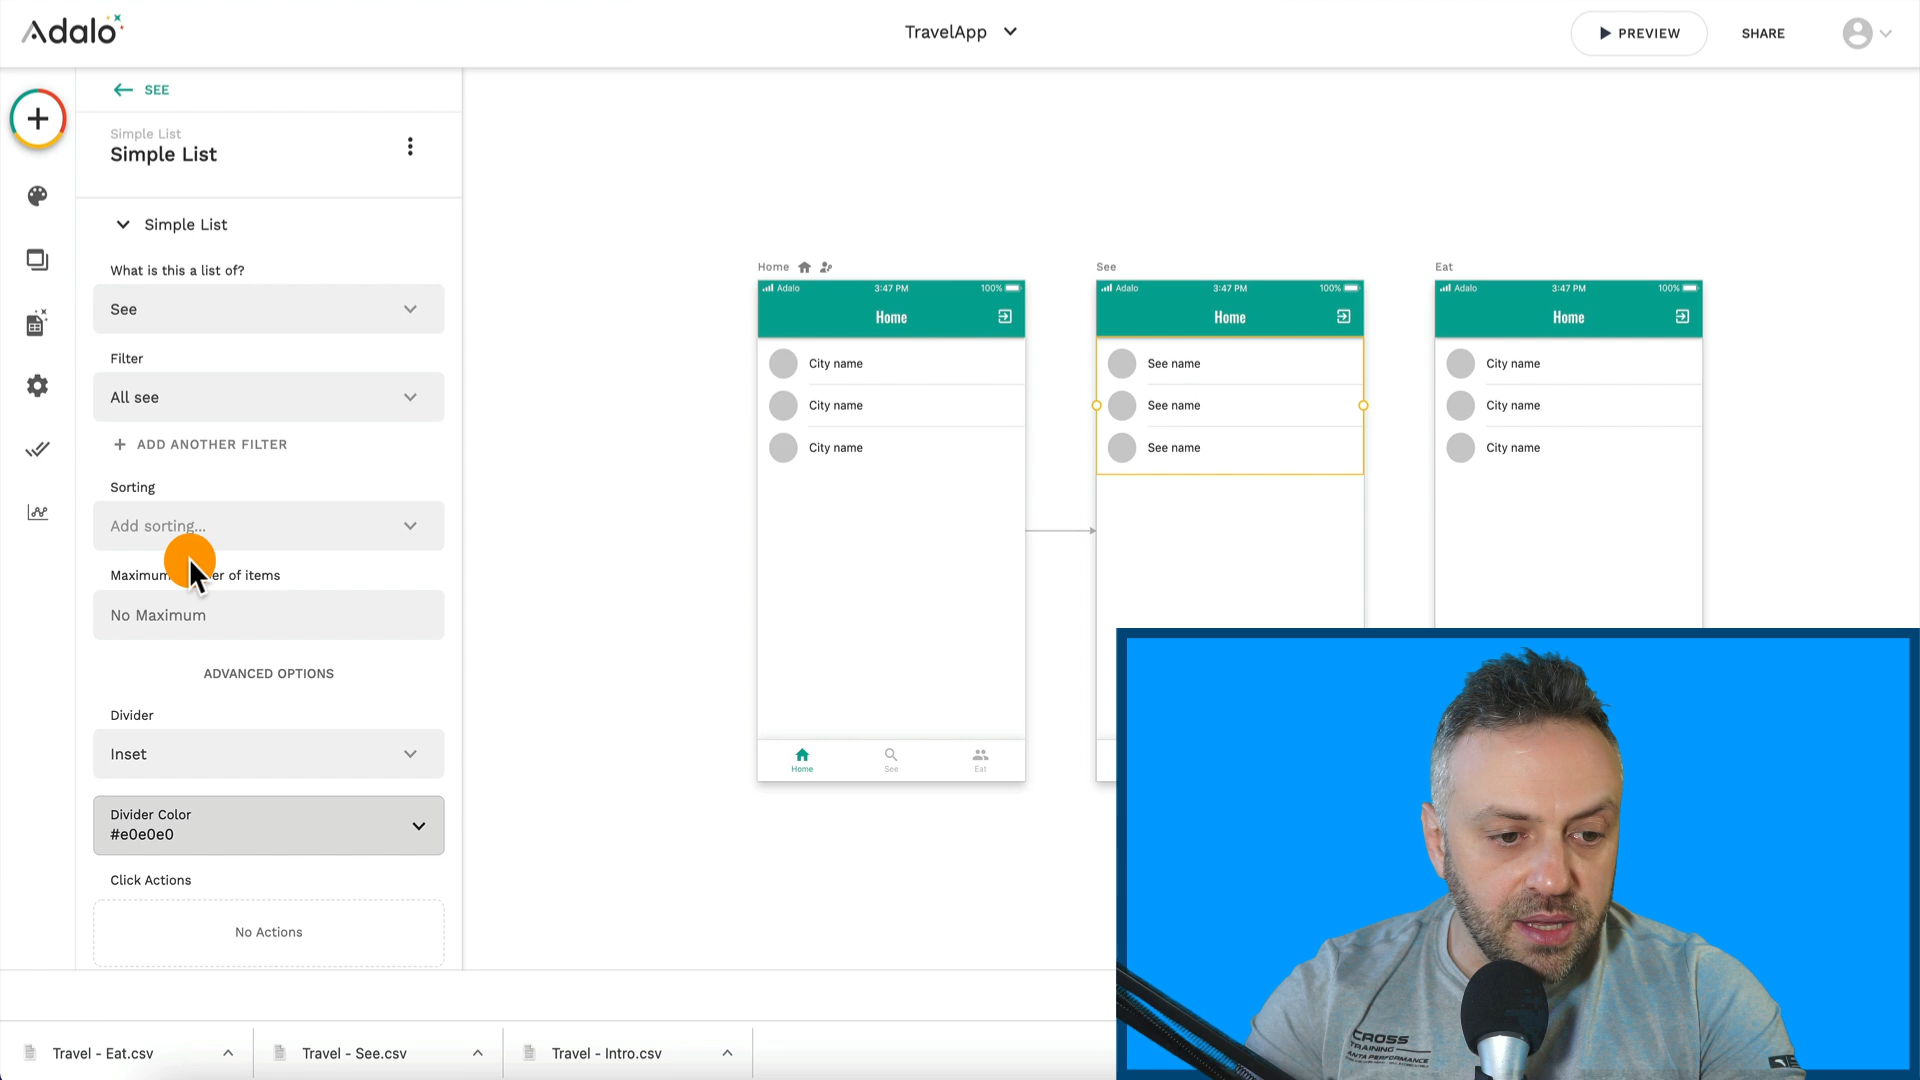 Adalo
TravelApp
PREVIEW
SHARE
SEE
Simple List
Simple List
Simple List
What is this a list of?
See
Filter
All see
ADD ANOTHER FILTER
Sorting
Add sorting...
Maximum er of items
No Maximum
ADVANCED OPTIONS
Divider
Inset
Divider Color
#e0e0e0
Click Actions
No Actions
Home
Adalo 3:47 PM 100%
Home
City name
City name
City name
Home See Eat
See
Adalo 3:47 PM 100%
Home
See name
See name
See name
Eat
Adalo 3:47 PM 100%
Home
City name
City name
City name
CROSS
TRAINING
Travel - Eat.csv
Travel - See.csv
Travel - Intro.csv